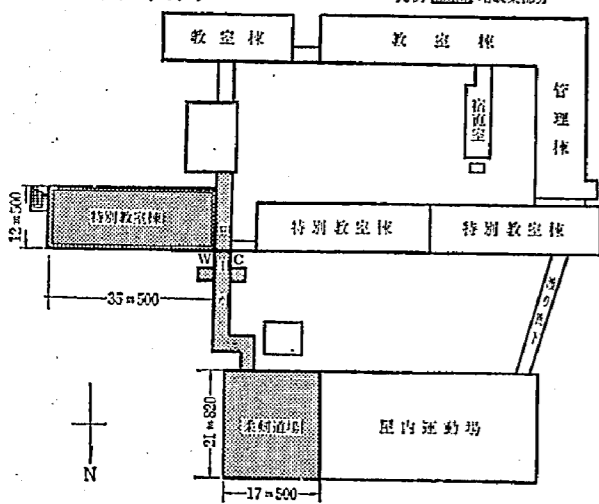 教室棟
教室棟
管理棟
宿直室
12m500
特別教室棟
特別教室棟
特別教室棟
W C
35m500
21m820
柔剣道場
屋内運動場
17m500
N